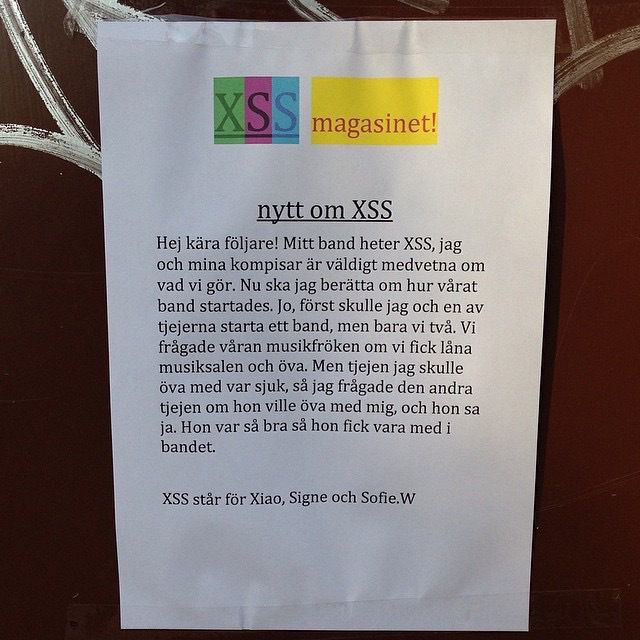 XSS magasinet!
nytt om XSS
Hej kära följare! Mitt band heter XSS, jag
och mina kompisar är väldigt medvetna om
vad vi gör. Nu ska jag berätta om hur vårat
band startades. Jo, först skulle jag och en av
tjejerna starta ett band, men bara vi två. Vi
frågade våran musikfröken om vi fick låna
musiksalen och öva. Men tjejen jag skulle
öva med var sjuk, så jag frågade den andra
tjejen om hon ville öva med mig, och hon sa
ja. Hon var så bra så hon fick vara med i
bandet.
XSS står för Xiao, Signe och Sofie.W